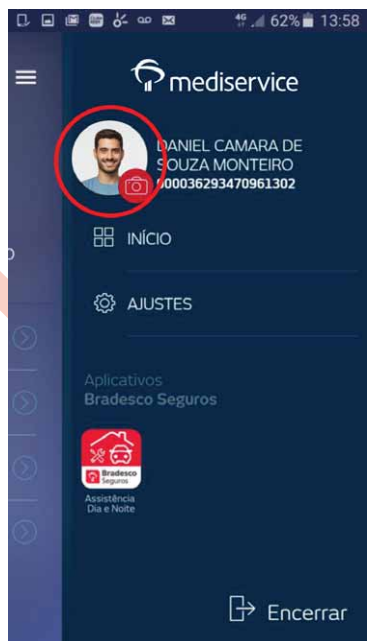 4G 62% 13:58
mediservice
DANIEL CAMARA DE
SOUZA MONTEIRO
000036293470961302
INÍCIO
O
AJUSTES
Aplicativos
Bradesco Seguros
Bradesco
Seguros
Assistência
Dia e Noite
Encerrar